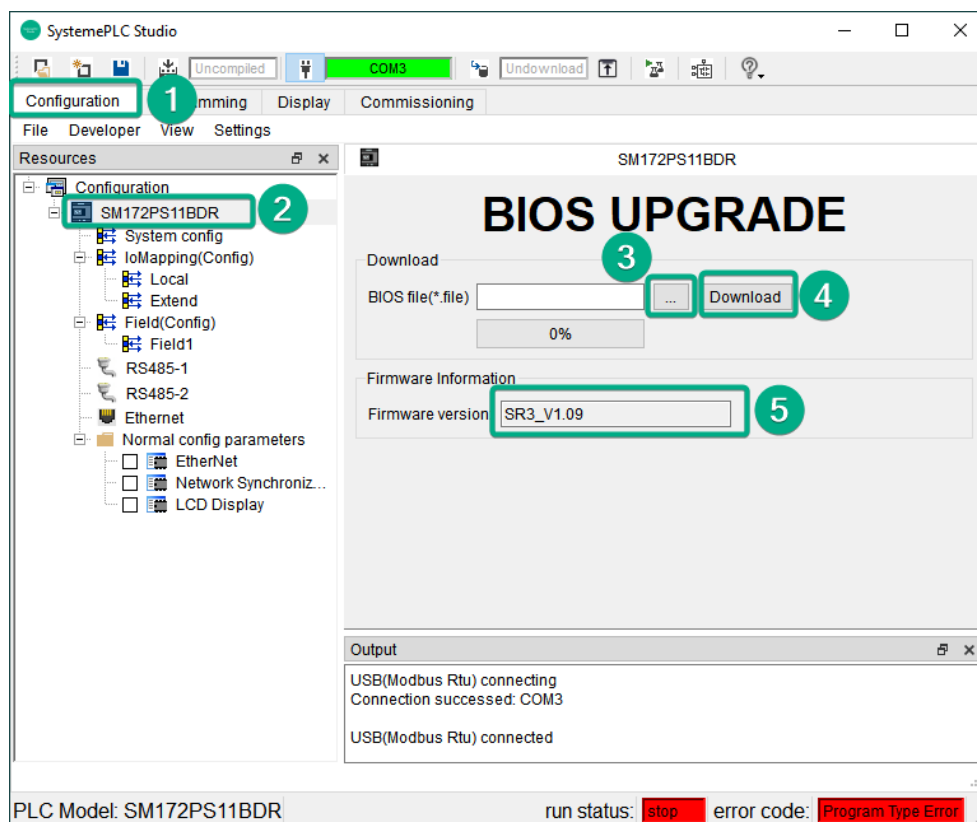 SystemePLC Studio
Uncompiled COM3 Undownload
Configuration 1 mming Display Commissioning
File Developer View Settings
Resources
Configuration
SM172PS11BDR 2
System config
IoMapping(Config)
Local
Extend
Field(Config)
Field1
RS485-1
RS485-2
Ethernet
Normal config parameters
EtherNet
Network Synchroniz...
LCD Display
SM172PS11BDR
BIOS UPGRADE
Download 3
BIOS file(*.file) ... Download 4
0%
Firmware Information
Firmware version SR3_V1.09 5
Output
USB(Modbus Rtu) connecting
Connection successed: COM3
USB(Modbus Rtu) connected
PLC Model: SM172PS11BDR run status: stop error code: Program Type Error